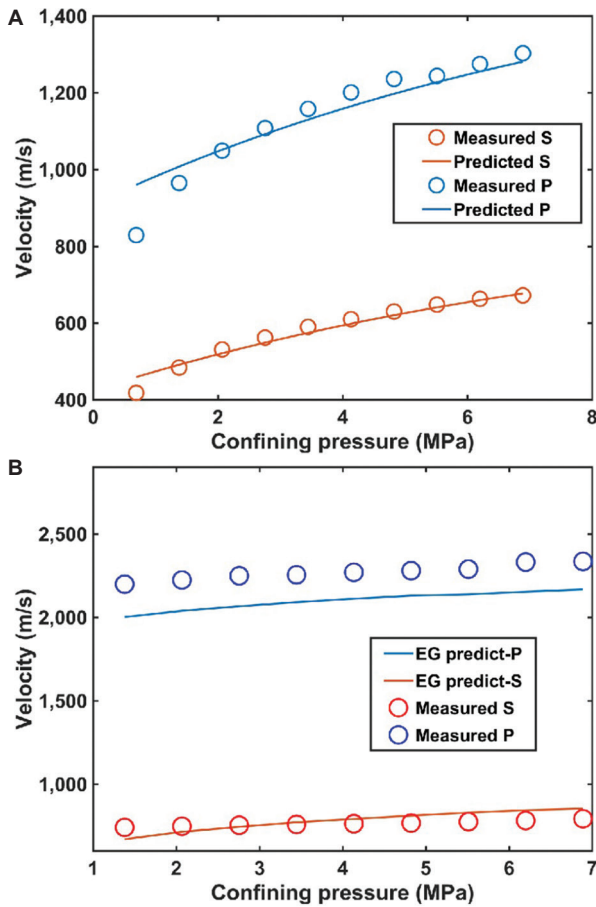 A
1,400
1,200
1,000
800
600
400
Velocity (m/s)
Measured S
Predicted S
Measured P
Predicted P
0 2 4 6 8
Confining pressure (MPa)
B
2,500
2,000
1,500
1,000
Velocity (m/s)
EG predict-P
EG predict-S
Measured S
Measured P
1 2 3 4 5 6 7
Confining pressure (MPa)